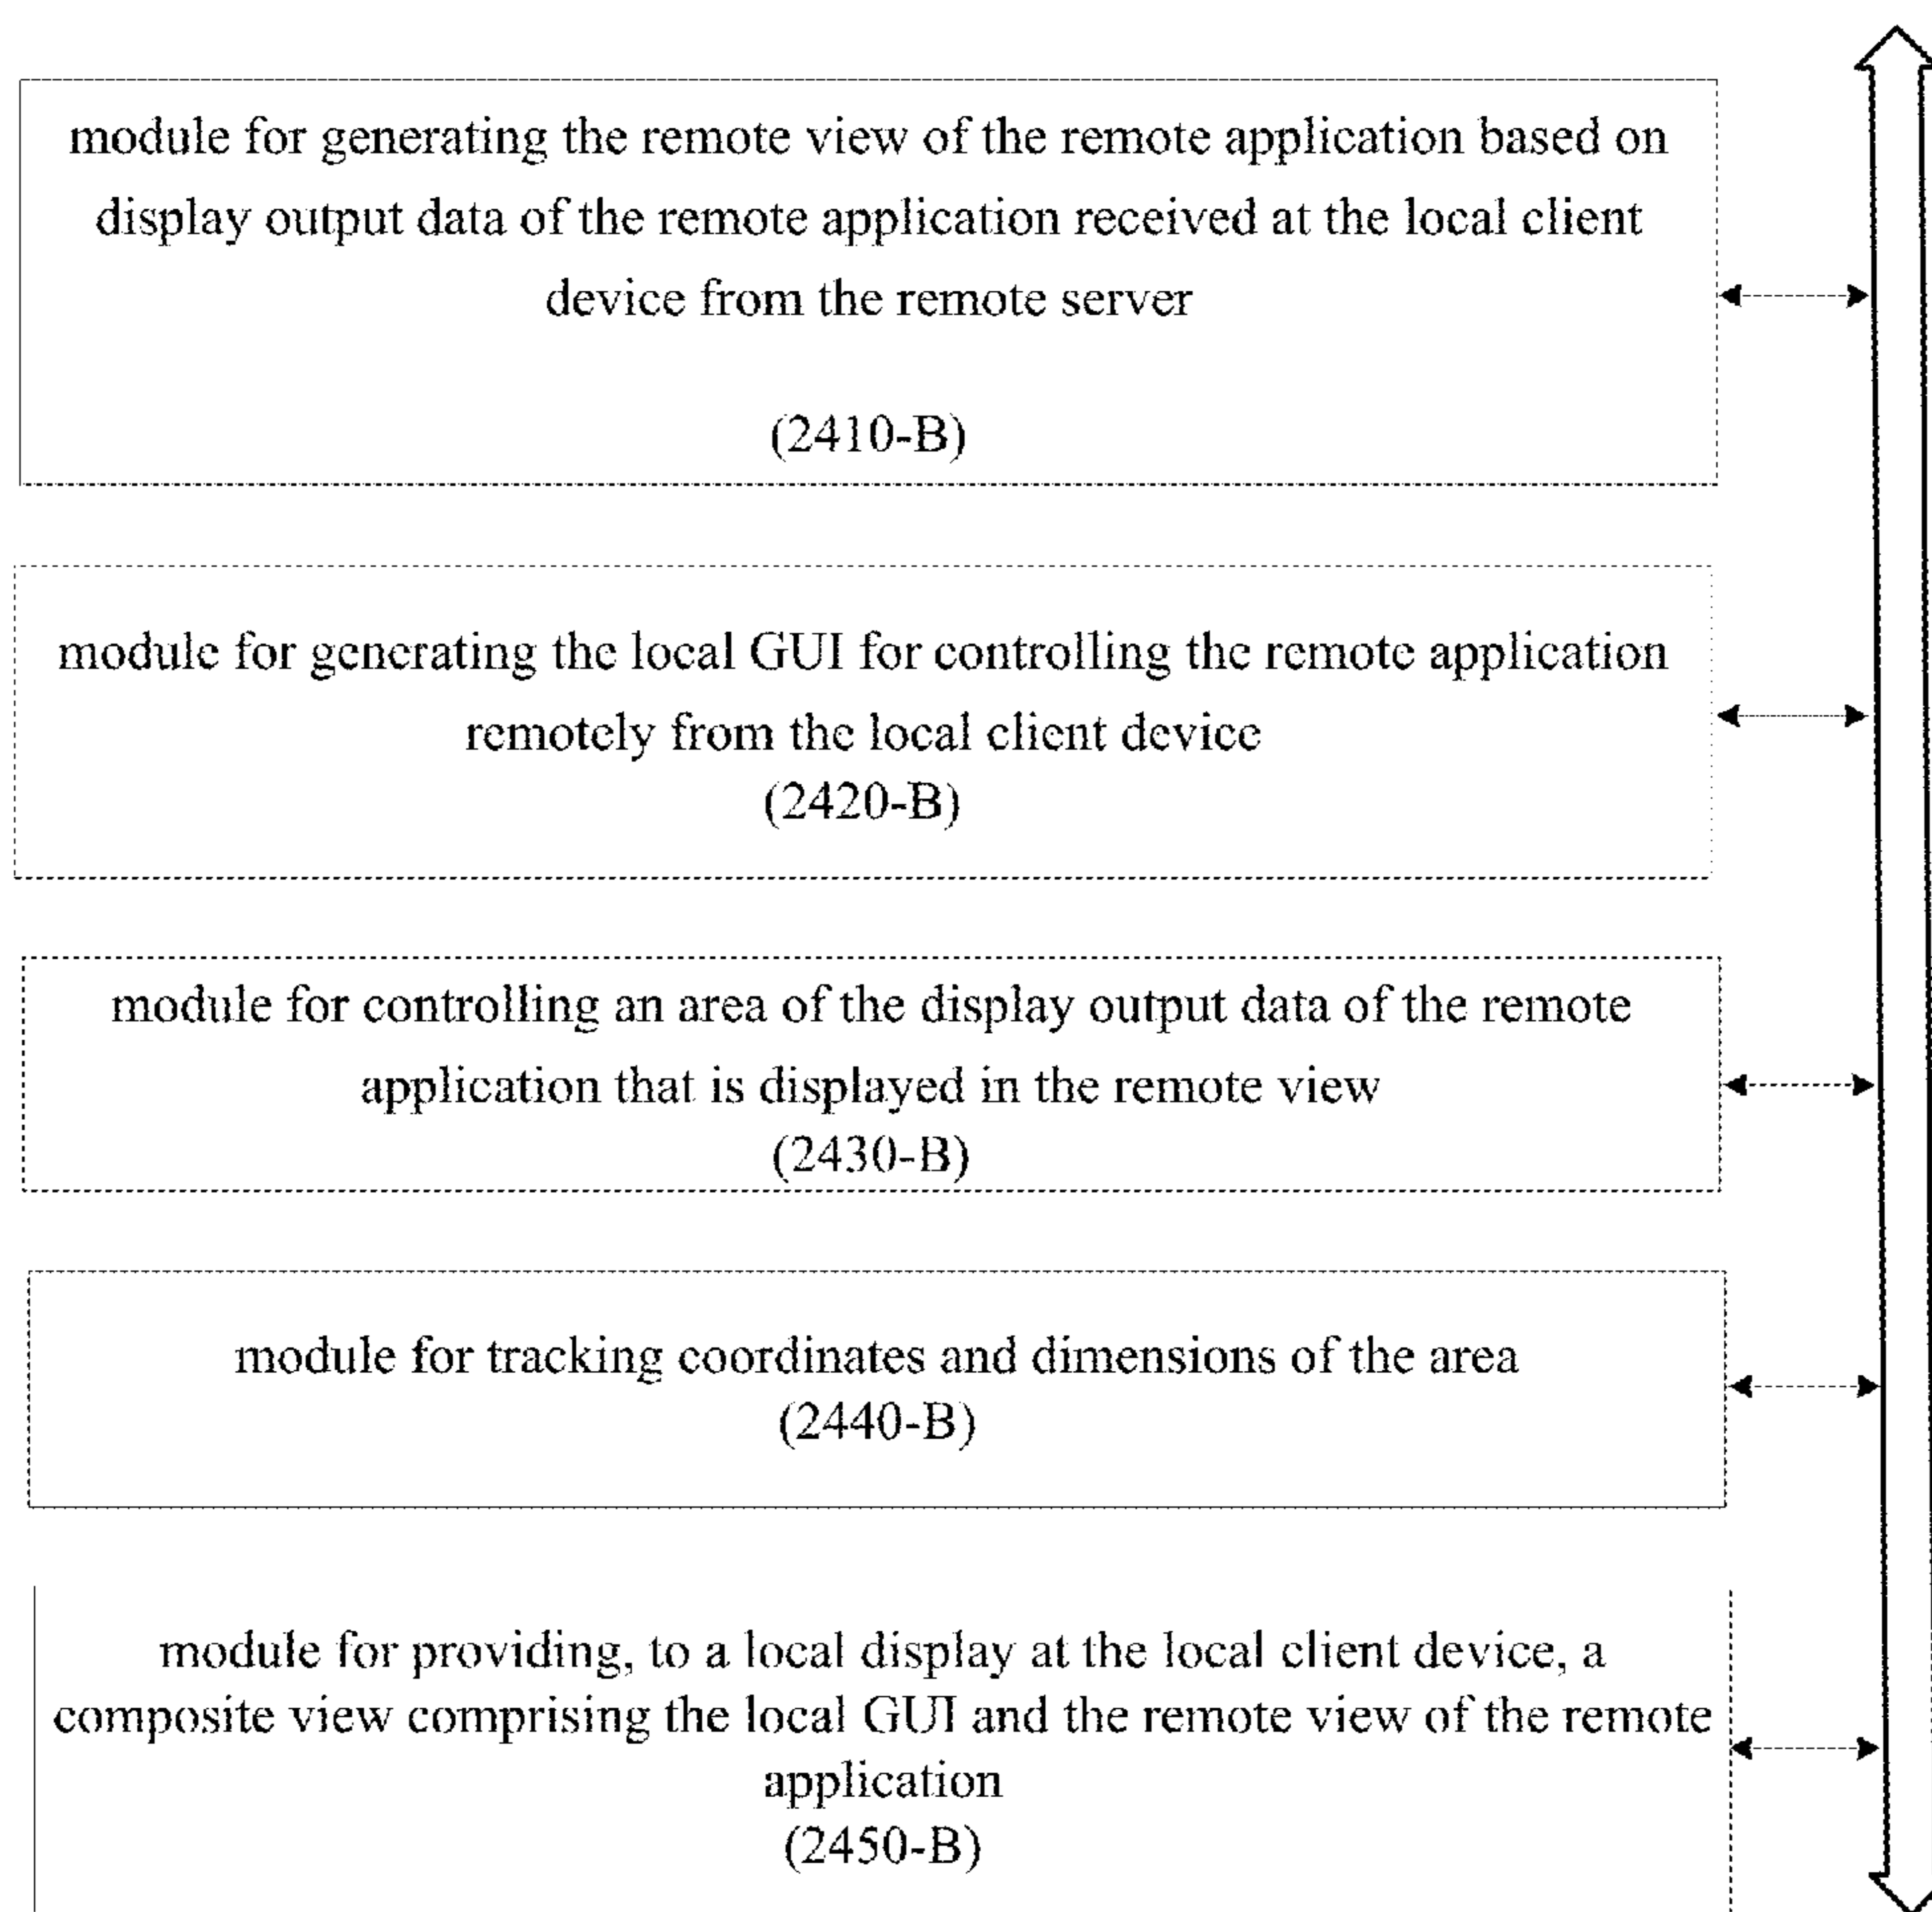 module for generating the remote view of the remote application based on
display output data of the remote application received at the local client
device from the remote server
(2410-B)
module for generating the local GUI for controlling the remote application
remotely from the local client device
(2420-B)
module for controlling an area of the display output data of the remote
application that is displayed in the remote view
(2430-B)
module for tracking coordinates and dimensions of the area
(2440-B)
module for providing, to a local display at the local client device, a
composite view comprising the local GUI and the remote view of the remote
application
(2450-B)